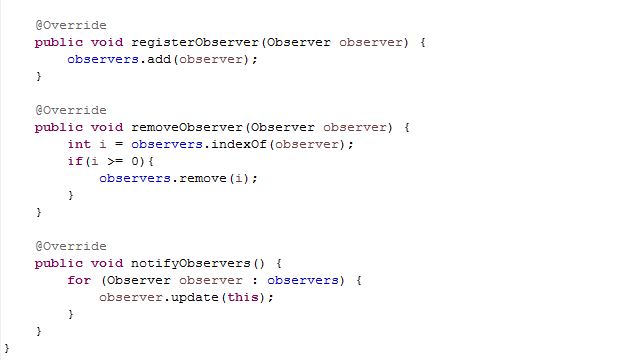 @Override
public void registerObserver(Observer observer) {
observers.add(observer);
}
@Override
public void removeObserver(Observer observer) {
int i = observers.indexOf(observer);
if(i >= 0){
observers.remove(i);
}
}
@Override
public void notifyObservers() {
for (Observer observer : observers) {
observer.update(this);
}
}
}